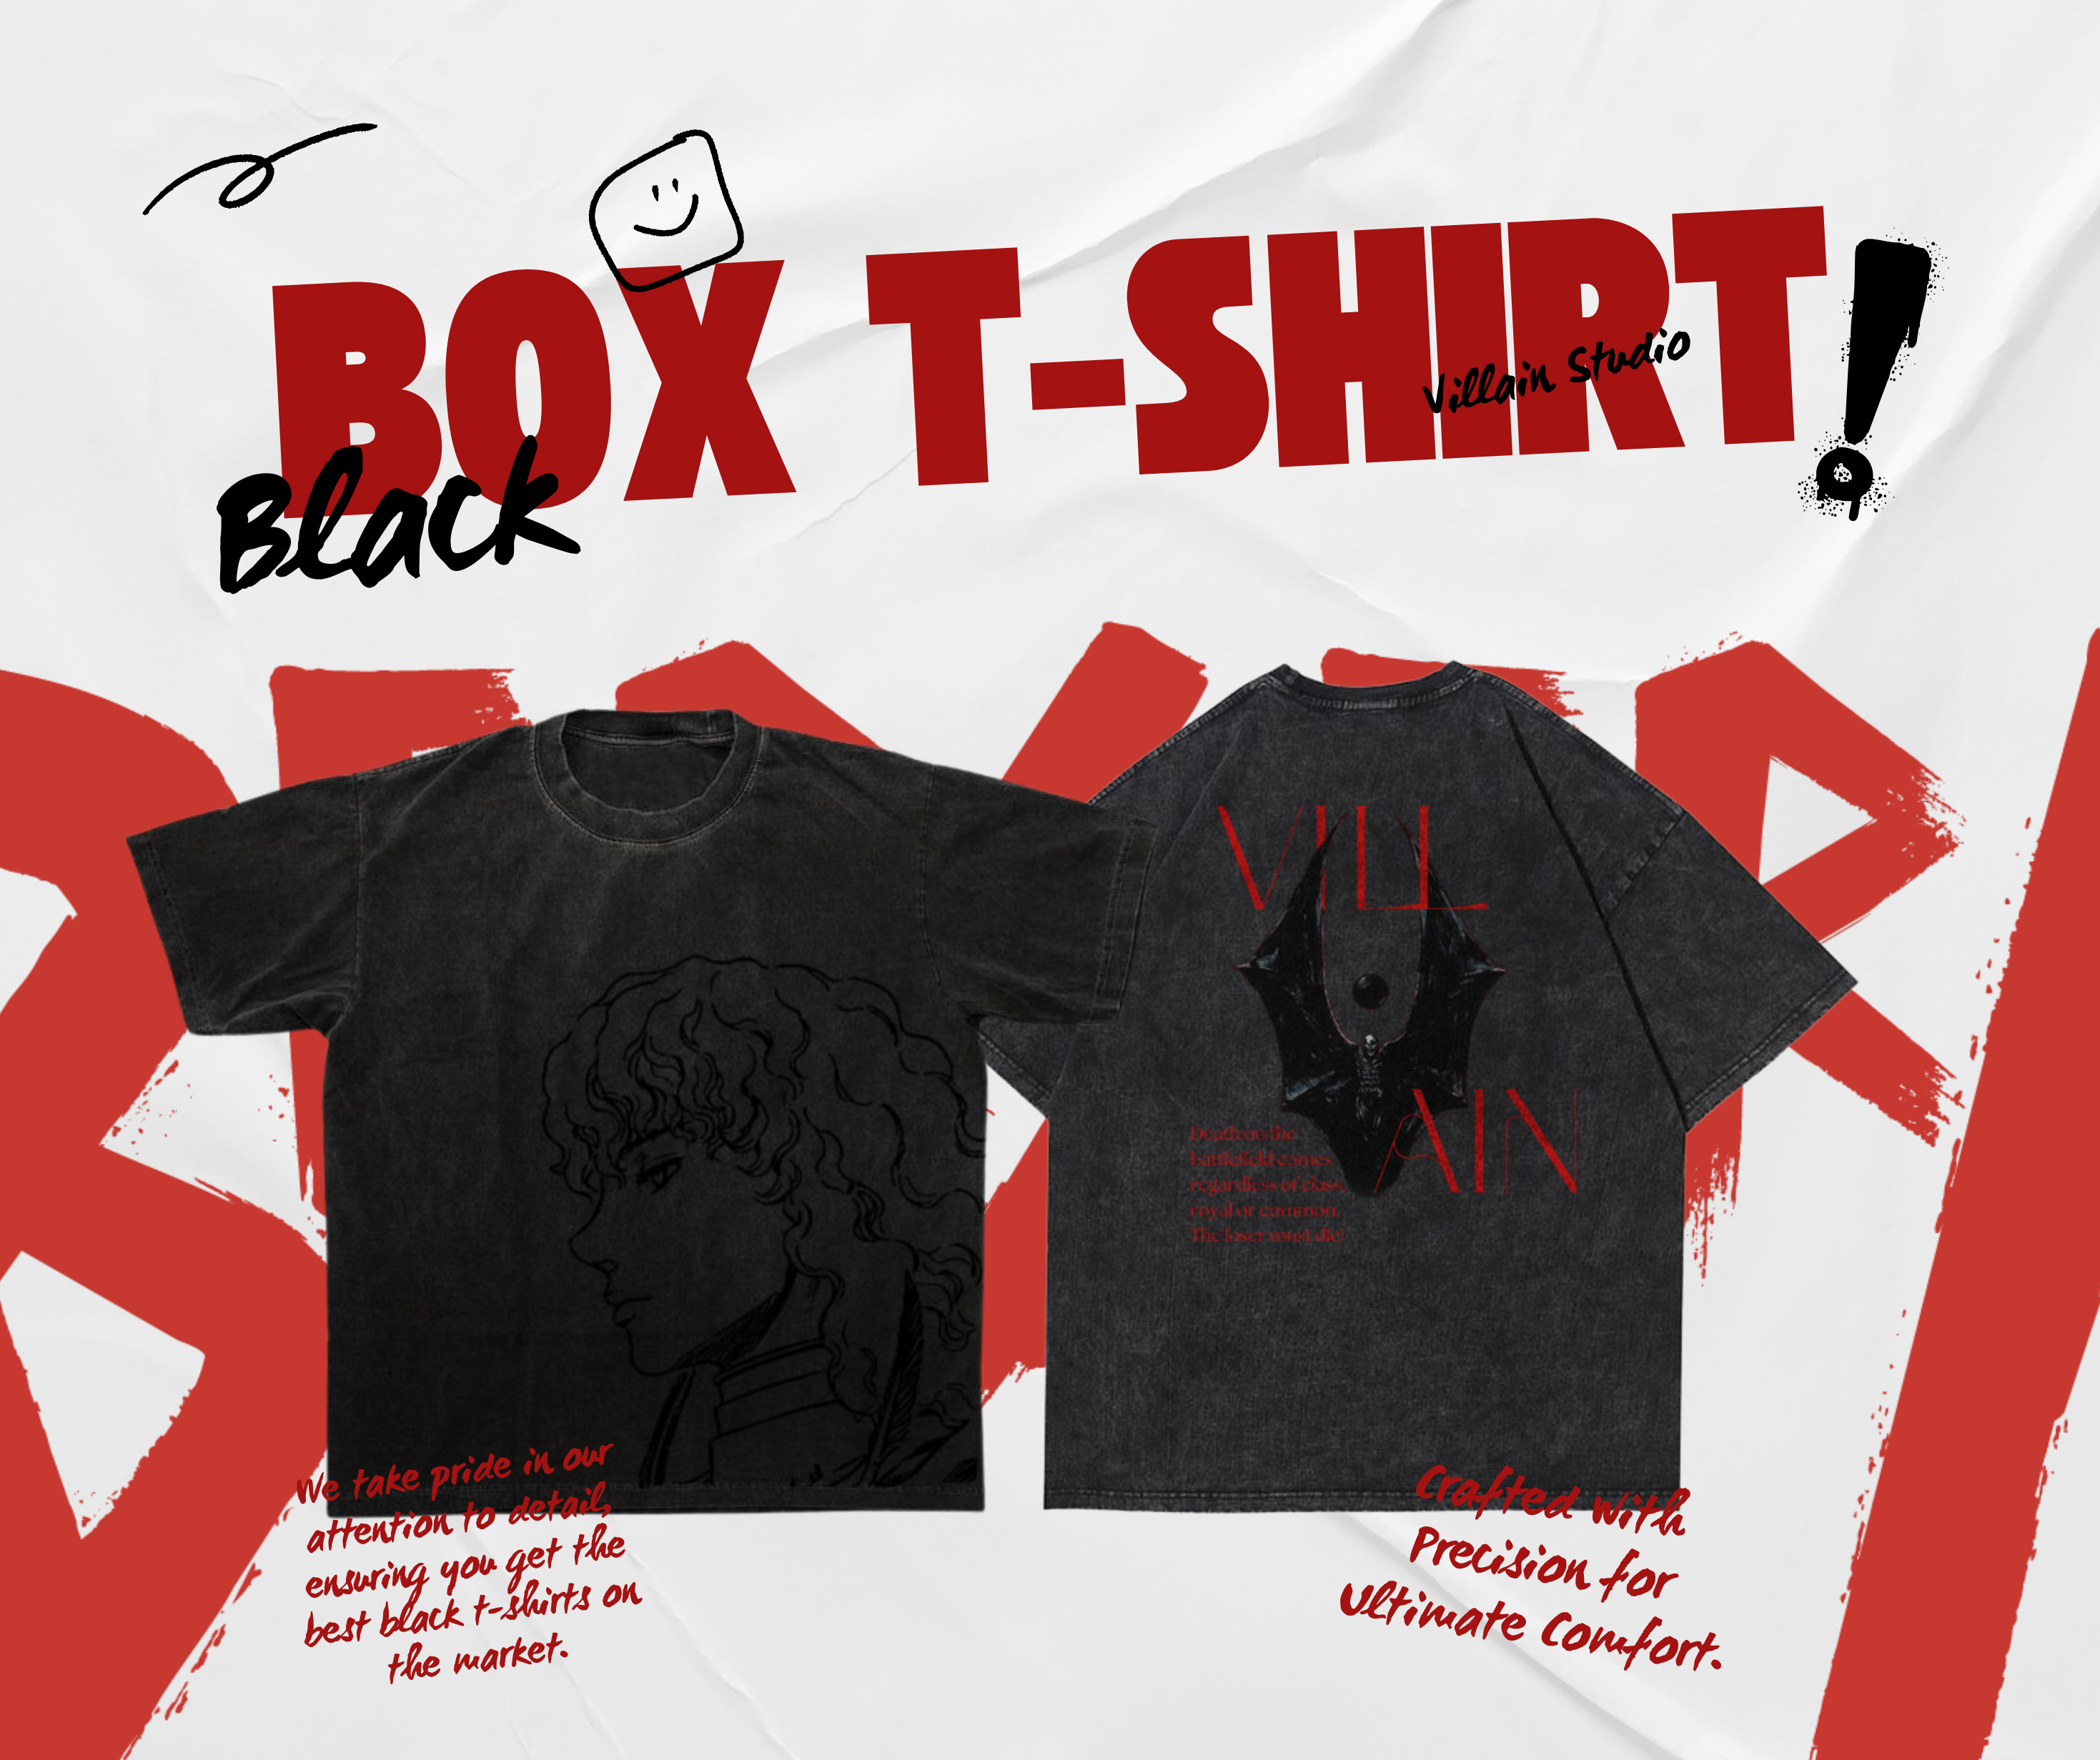 BOX T-SHIRT!
Villain Studio
Black
VILL
AIN
Death on the
battlefield comes
regardless of class,
royal or common.
The loser must die!
We take pride in our
attention to detail,
ensuring you get the
best black t-shirts on
the market.
Crafted with
Precision for
Ultimate Comfort.